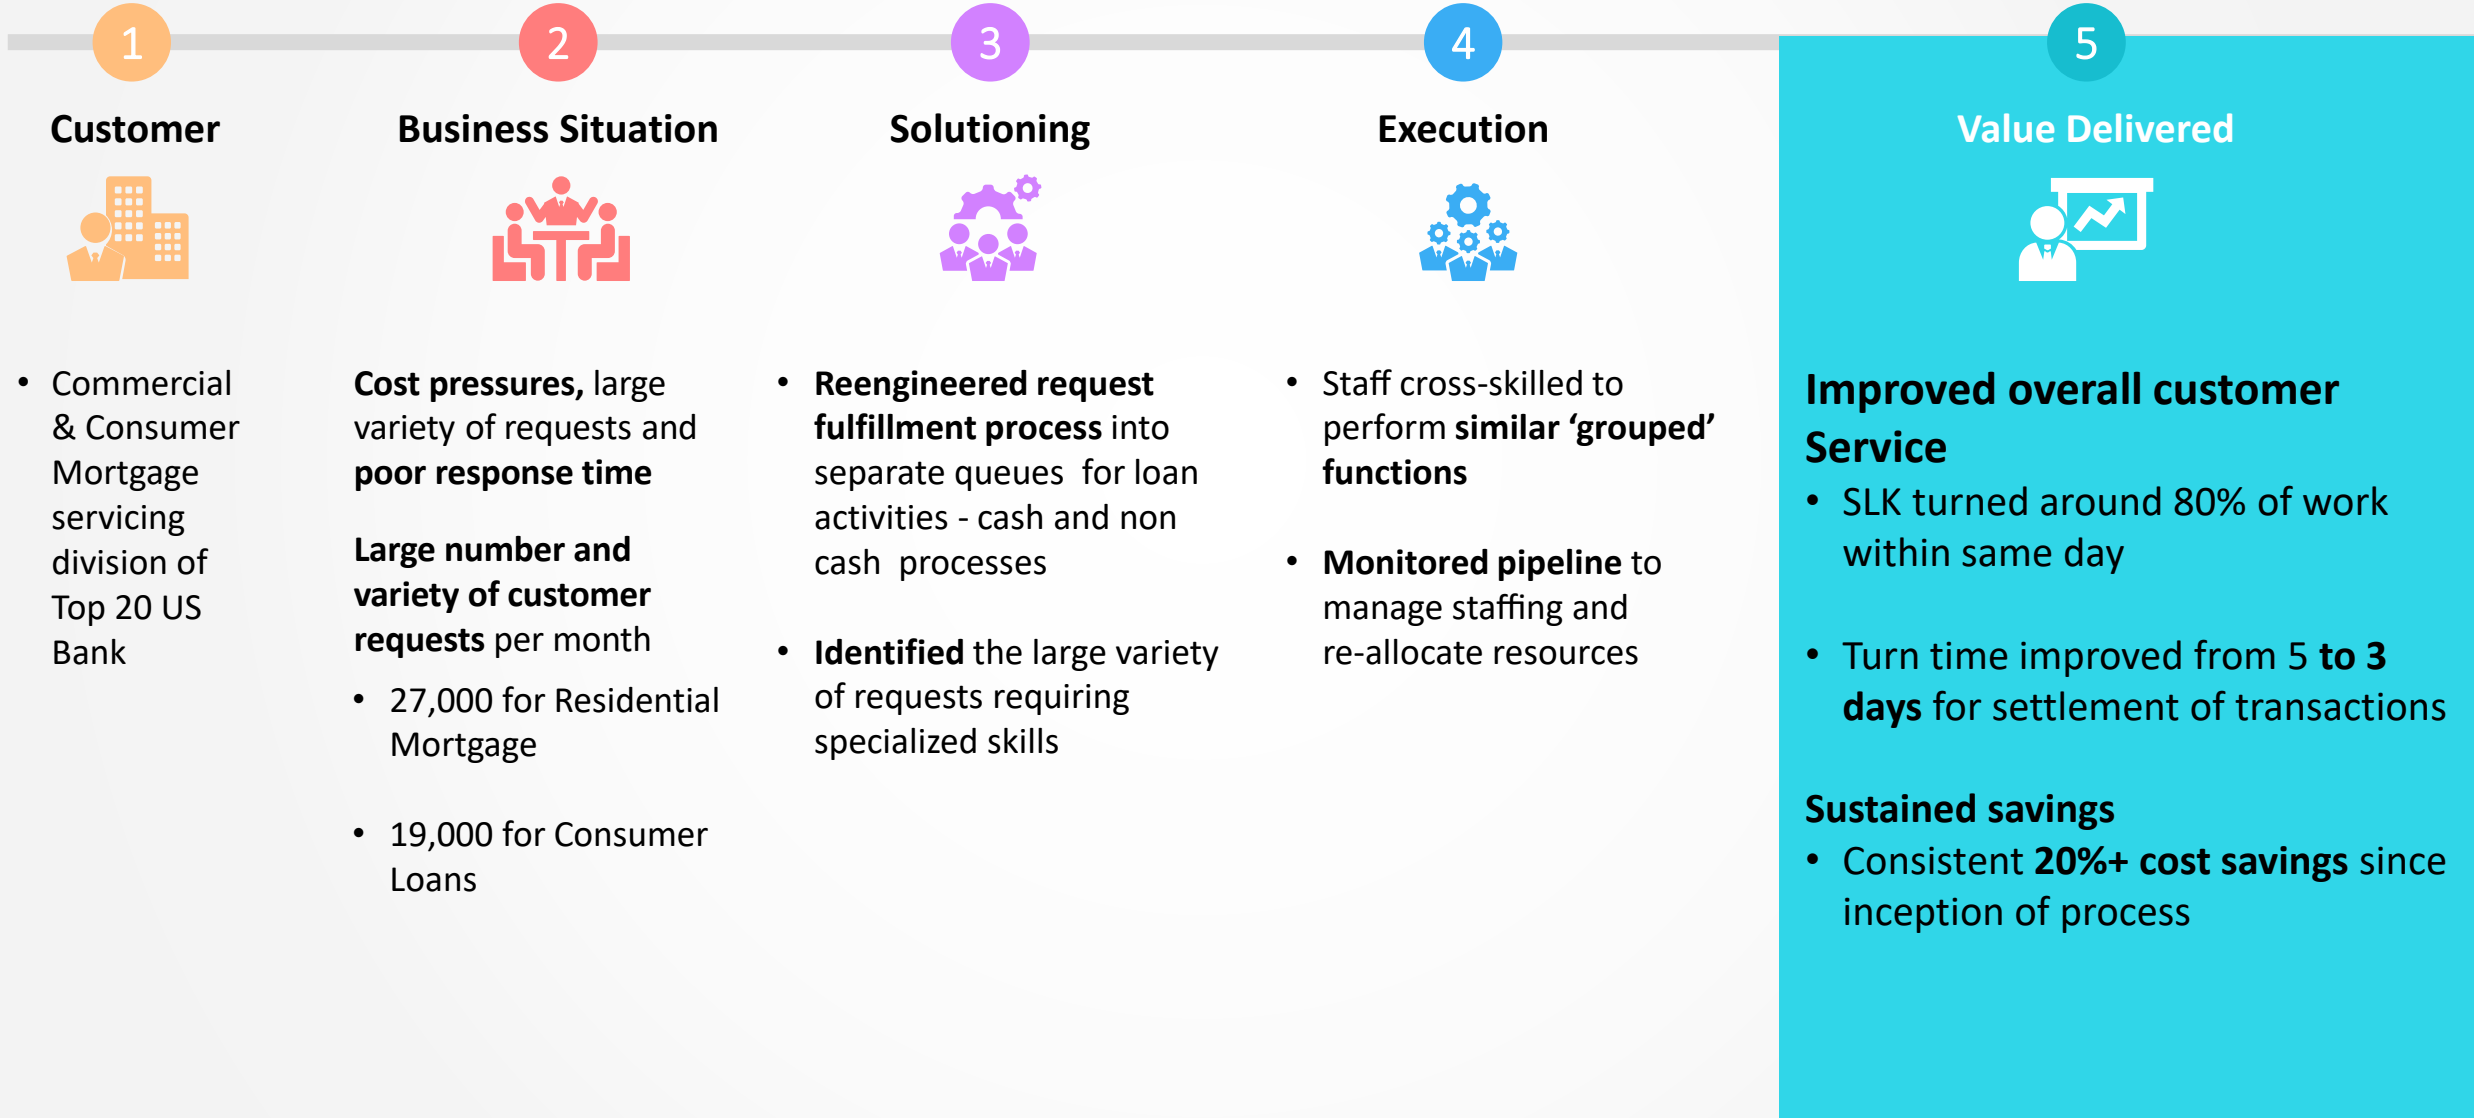 1
Customer
• Commercial
& Consumer
Mortgage
servicing
division of
Top 20 US
Bank
2
Business Situation
Cost pressures, large
variety of requests and
poor response time
Large number and
variety of customer
requests per month
• 27,000 for Residential
Mortgage
• 19,000 for Consumer
Loans
3
Solutioning
• Reengineered request
fulfillment process into
separate queues  for loan
activities - cash and non
cash  processes
• Identified the large variety
of requests requiring
specialized skills
4
Execution
• Staff cross-skilled to
perform similar ‘grouped’
functions
• Monitored pipeline to
manage staffing and
re-allocate resources
5
Value Delivered
Improved overall customer
Service
• SLK turned around 80% of work
within same day
• Turn time improved from 5 to 3
days for settlement of transactions
Sustained savings
• Consistent 20%+ cost savings since
inception of process